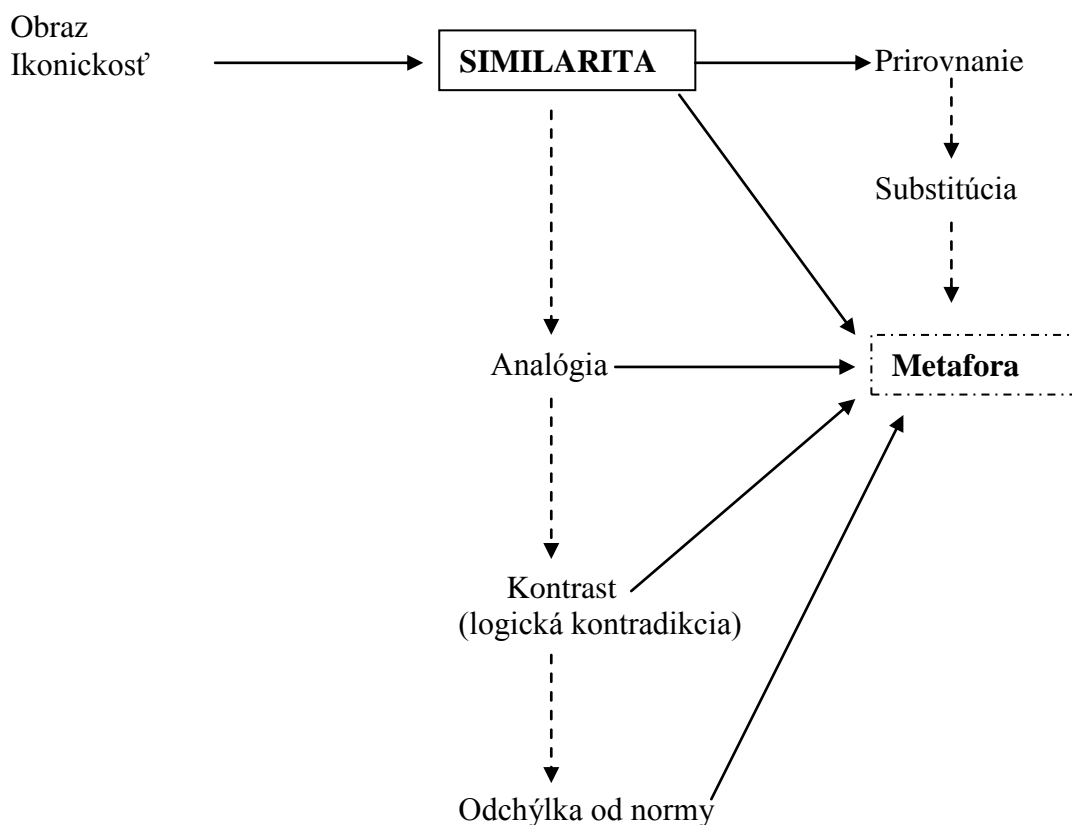 Obraz
Ikonickosť
SIMILARITA
Prirovnanie
Substitúcia
Analógia
Metafora
Kontrast
(logická kontradikcia)
Odchýlka od normy